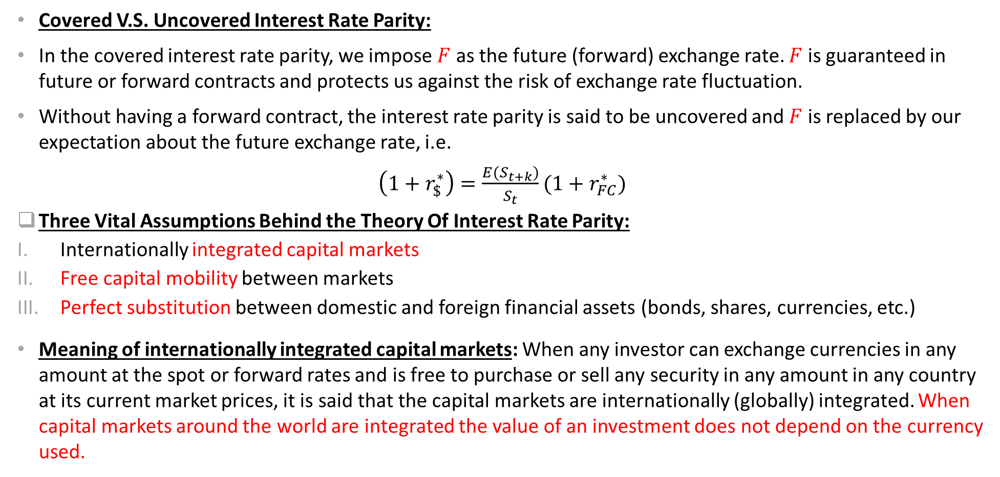 • Covered V.S. Uncovered Interest Rate Parity:
• In the covered interest rate parity, we impose F as the future (forward) exchange rate. F is guaranteed in
future or forward contracts and protects us against the risk of exchange rate fluctuation.
• Without having a forward contract, the interest rate parity is said to be uncovered and F is replaced by our
expectation about the future exchange rate, i.e.
(1 + r_$^*) = \frac{E(S_{t+k})}{S_t} (1 + r_{FC}^*)
❑ Three Vital Assumptions Behind the Theory Of Interest Rate Parity:
I. Internationally integrated capital markets
II. Free capital mobility between markets
III. Perfect substitution between domestic and foreign financial assets (bonds, shares, currencies, etc.)
• Meaning of internationally integrated capital markets: When any investor can exchange currencies in any
amount at the spot or forward rates and is free to purchase or sell any security in any amount in any country
at its current market prices, it is said that the capital markets are internationally (globally) integrated. When
capital markets around the world are integrated the value of an investment does not depend on the currency
used.